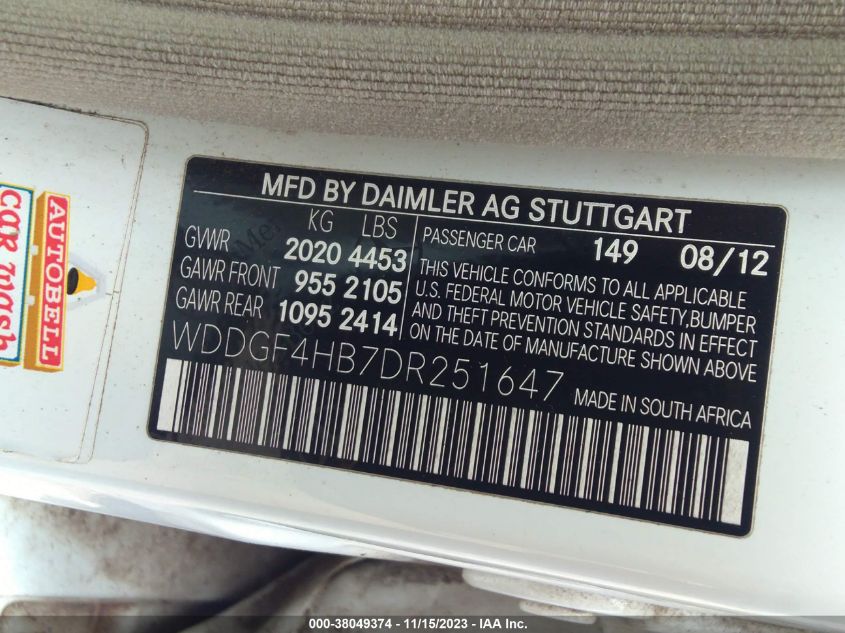 MFD BY DAIMLER AG STUTTGART
KG LBS
GVWR 2020 4453
GAWR FRONT 955 2105
GAWR REAR 1095 2414
PASSENGER CAR 149 08/12
THIS VEHICLE CONFORMS TO ALL APPLICABLE
U.S. FEDERAL MOTOR VEHICLE SAFETY,BUMPER
AND THEFT PREVENTION STANDARDS IN EFFECT
ON THE DATE OF MANUFACTURE SHOWN ABOVE
WDDGF4HB7DR251647
MADE IN SOUTH AFRICA
AUTOBELL
car wash
000-38049374 - 11/15/2023 - IAA Inc.